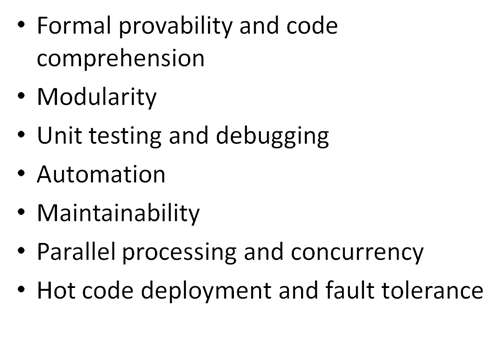 • Formal provability and code
comprehension
• Modularity
• Unit testing and debugging
• Automation
• Maintainability
• Parallel processing and concurrency
• Hot code deployment and fault tolerance